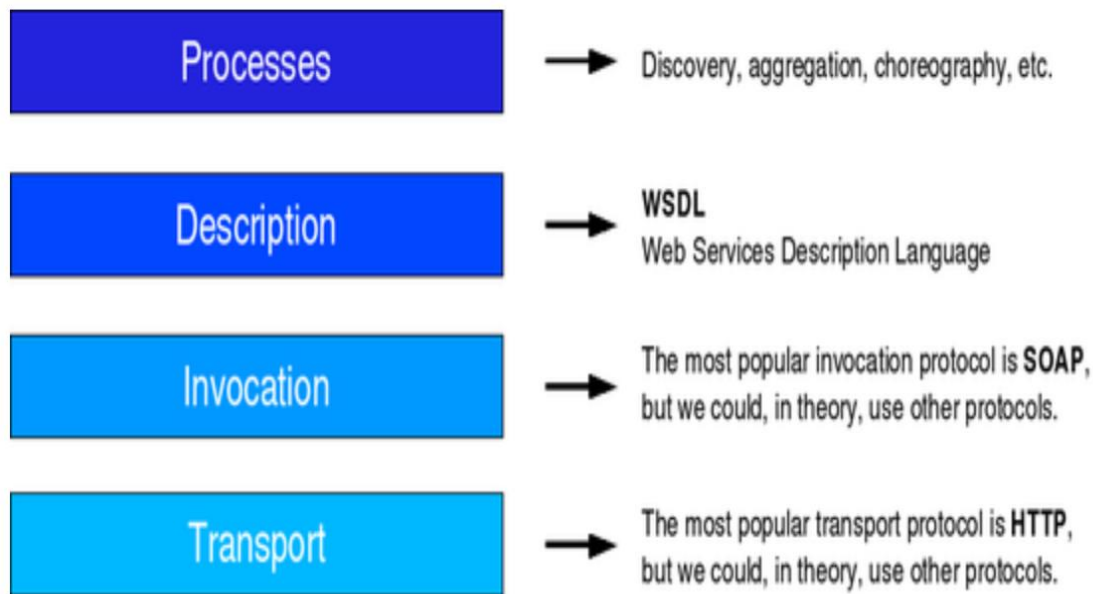 Processes
Discovery, aggregation, choreography, etc.
Description
WSDL
Web Services Description Language
Invocation
The most popular invocation protocol is SOAP,
but we could, in theory, use other protocols.
Transport
The most popular transport protocol is HTTP,
but we could, in theory, use other protocols.